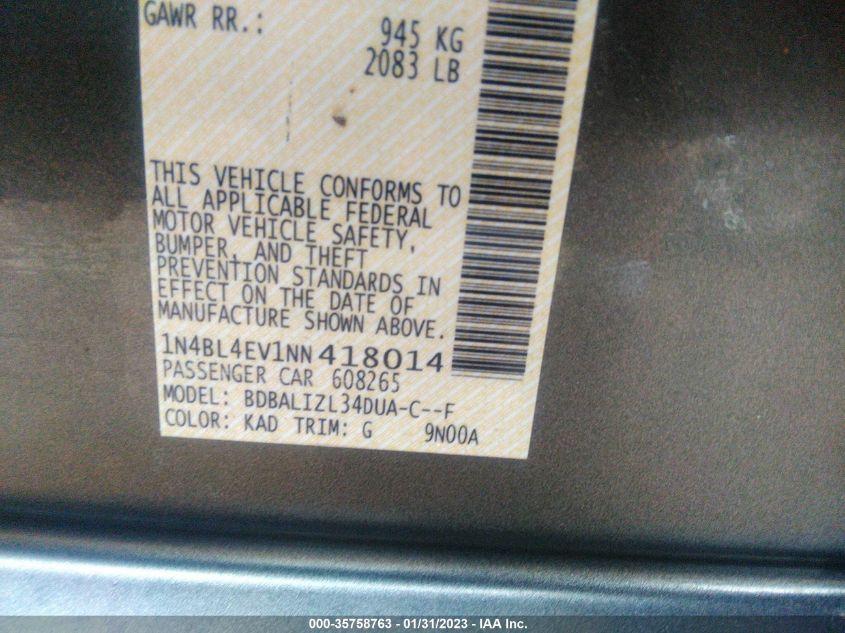 GAWR RR.: 945 KG
2083 LB
THIS VEHICLE CONFORMS TO
ALL APPLICABLE FEDERAL
MOTOR VEHICLE SAFETY,
BUMPER, AND THEFT
PREVENTION STANDARDS IN
EFFECT ON THE DATE OF
MANUFACTURE SHOWN ABOVE.
1N4BL4EV1NN418014
PASSENGER CAR 608265
MODEL: BDBALIZL34DUA-C--F
COLOR: KAD TRIM: G 9N00A
000-35758763 - 01/31/2023 - IAA Inc.